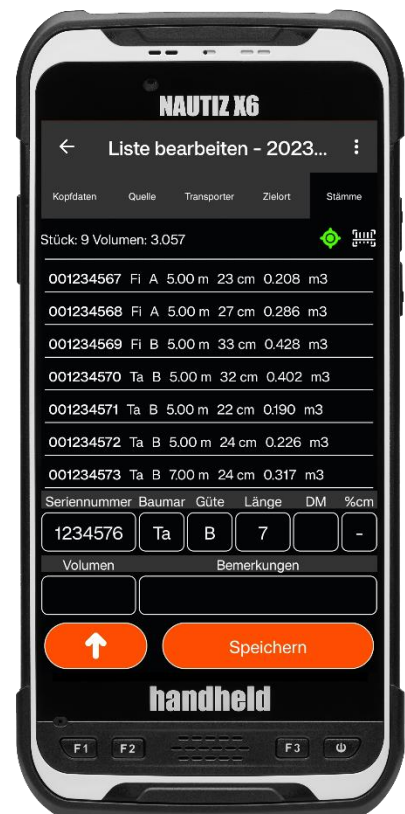 NAUTIZ X6
Liste bearbeiten - 2023...
Kopfdaten Quelle Transporter Zielort Stämme
Stück: 9 Volumen: 3.057
001234567 Fi A 5.00 m 23 cm 0.208 m3
001234568 Fi A 5.00 m 27 cm 0.286 m3
001234569 Fi B 5.00 m 33 cm 0.428 m3
001234570 Ta B 5.00 m 32 cm 0.402 m3
001234571 Ta B 5.00 m 22 cm 0.190 m3
001234572 Ta B 5.00 m 24 cm 0.226 m3
001234573 Ta B 7.00 m 24 cm 0.317 m3
Seriennummer Baumar Güte Länge DM %cm
1234576 Ta B 7 -
Volumen Bemerkungen
Speichern
handheld
F1 F2 F3